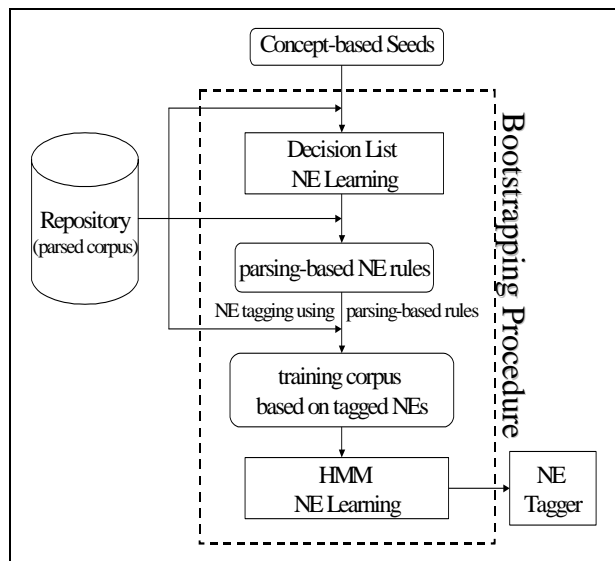 Concept-based Seeds
Decision List
NE Learning
Repository
(parsed corpus)
parsing-based NE rules
NE tagging using parsing-based rules
training corpus
based on tagged NEs
HMM
NE Learning
NE
Tagger
Bootstrapping Procedure